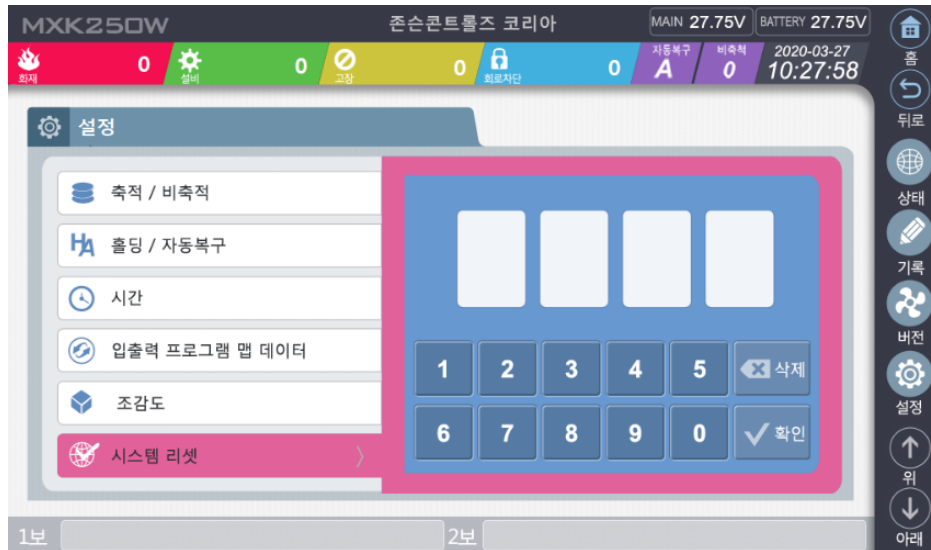 MXK250W
존슨콘트롤즈 코리아
MAIN 27.75V
BATTERY 27.75V
화재 0
설비 0
고장 0
회로차단 0
자동복구 A
비축적 0
2020-03-27
10:27:58
설정
축적 / 비축적
홀딩 / 자동복구
시간
입출력 프로그램 맵 데이터
조감도
시스템 리셋
1 2 3 4 5 삭제
6 7 8 9 0 확인
홈
뒤로
상태
기록
버전
설정
위
아래
1보
2보